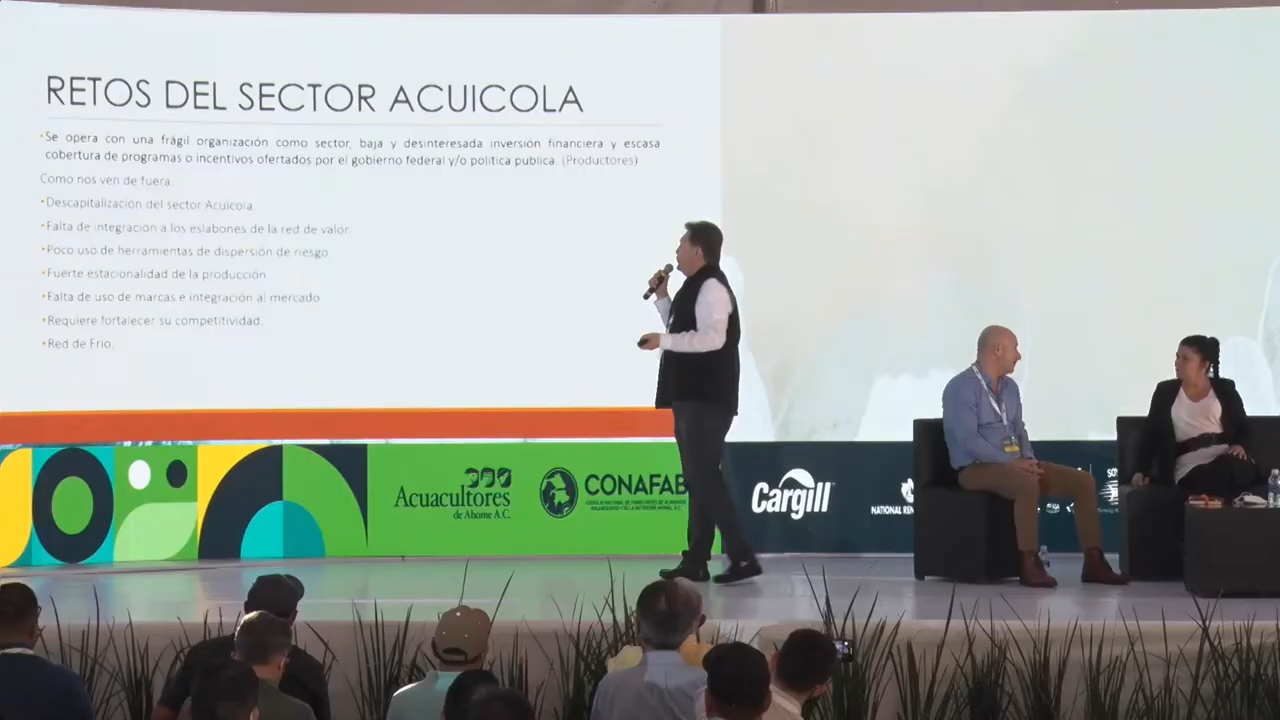 RETOS DEL SECTOR ACUICOLA
•Se opera con una frágil organización como sector, baja y desinteresada inversión financiera y escasa
cobertura de programas o incentivos ofertados por el gobierno federal y/o política publica. (Productores)
Como nos ven de fuera.
•Descapitalización del sector Acuícola
•Falta de integración a los eslabones de la red de valor
•Poco uso de herramientas de dispersión de riesgo
•Fuerte estacionalidad de la producción
•Falta de uso de marcas e integración al mercado
•Requiere fortalecer su competitividad.
•Red de Frio.
Acuacultores
de Ahome A.C.
CONAFAB
Cargill
NATIONAL REN